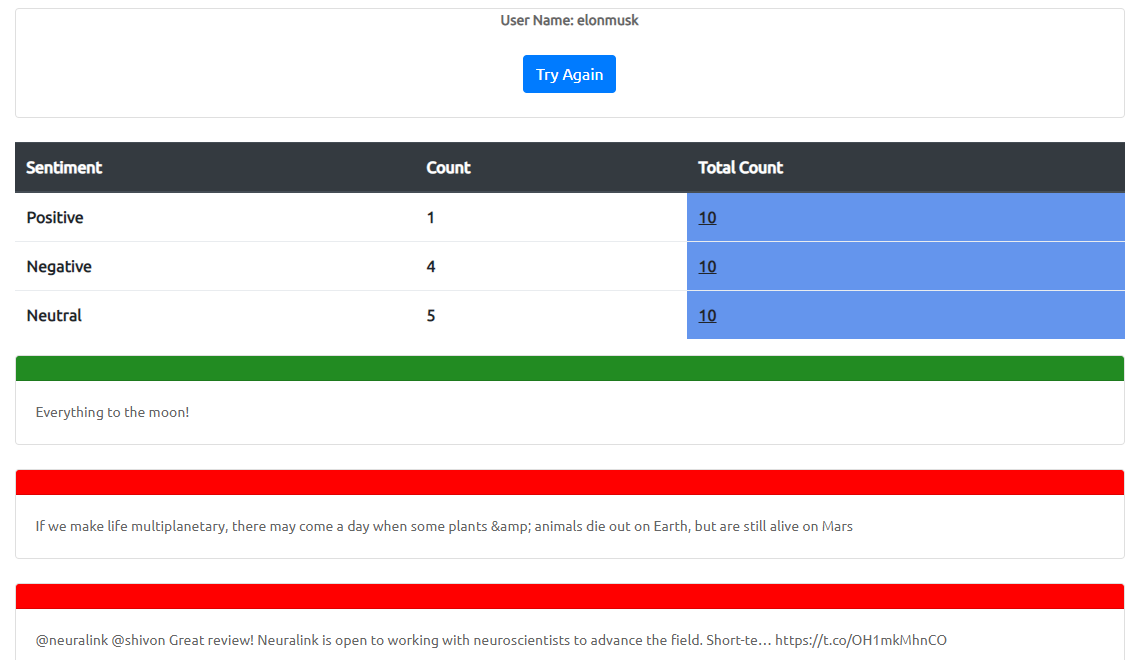 User Name: elonmusk
Try Again
Sentiment Count Total Count
Positive 1 10
Negative 4 10
Neutral 5 10
Everything to the moon!
If we make life multiplanetary, there may come a day when some plants &amp; animals die out on Earth, but are still alive on Mars
@neuralink @shivon Great review! Neuralink is open to working with neuroscientists to advance the field. Short-te… https://t.co/OH1mkMhnCO